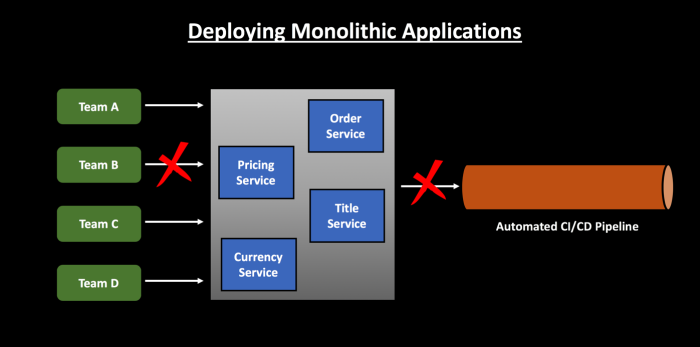 Deploying Monolithic Applications
Team A
Team B
Team C
Team D
Order
Service
Pricing
Service
Title
Service
Currency
Service
Automated CI/CD Pipeline